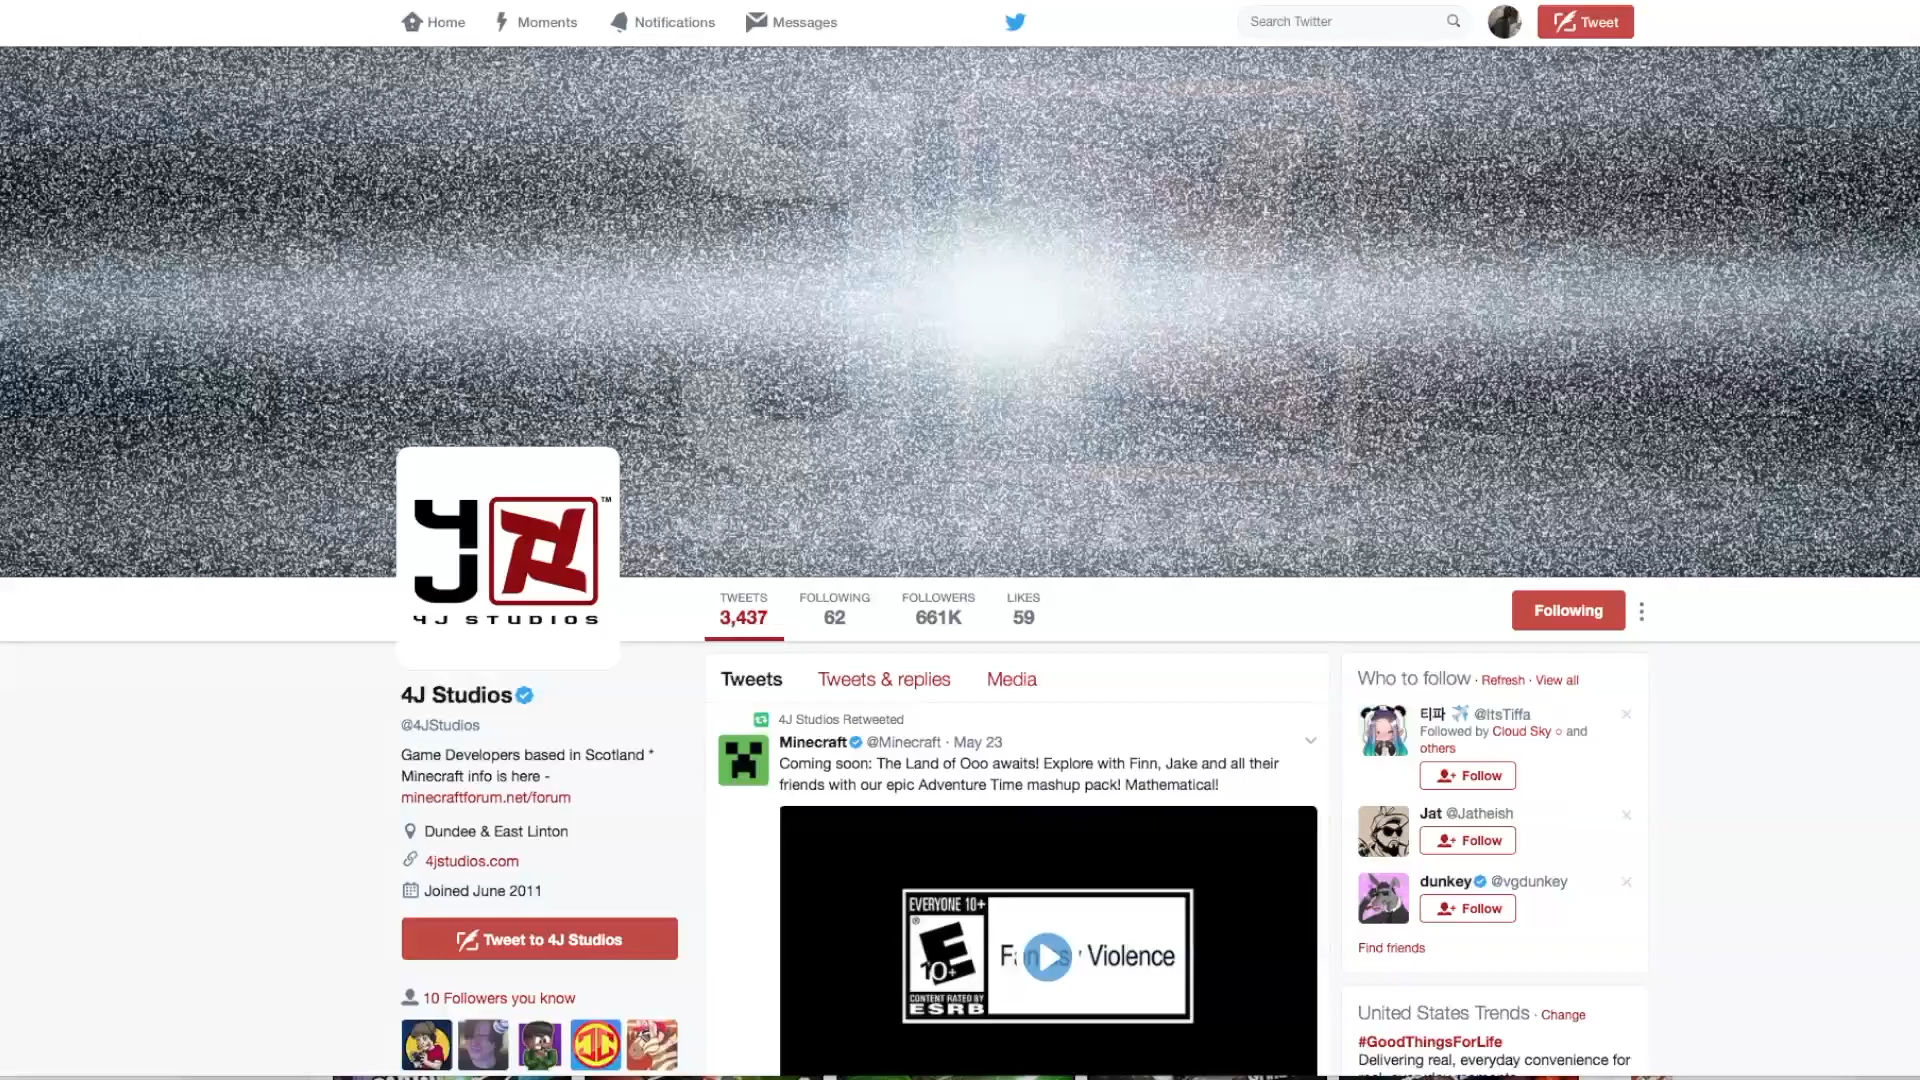 Home
Moments
Notifications
Messages
Search Twitter
Tweet
TM
4J STUDIOS
TWEETS
3,437
FOLLOWING
62
FOLLOWERS
661K
LIKES
59
Following
4J Studios
@4JStudios
Game Developers based in Scotland *
Minecraft info is here -
minecraftforum.net/forum
Dundee & East Linton
4jstudios.com
Joined June 2011
Tweet to 4J Studios
10 Followers you know
Tweets
Tweets & replies
Media
4J Studios Retweeted
Minecraft @Minecraft · May 23
Coming soon: The Land of Ooo awaits! Explore with Finn, Jake and all their
friends with our epic Adventure Time mashup pack! Mathematical!
EVERYONE 10+
E
10+
CONTENT RATED BY
ESRB
Violence
Who to follow · Refresh · View all
티파 @ItsTiffa
Followed by Cloud Sky ○ and
others
Follow
Jat @Jatheish
Follow
dunkey @vgdunkey
Follow
Find friends
United States Trends · Change
#GoodThingsForLife
Delivering real, everyday convenience for